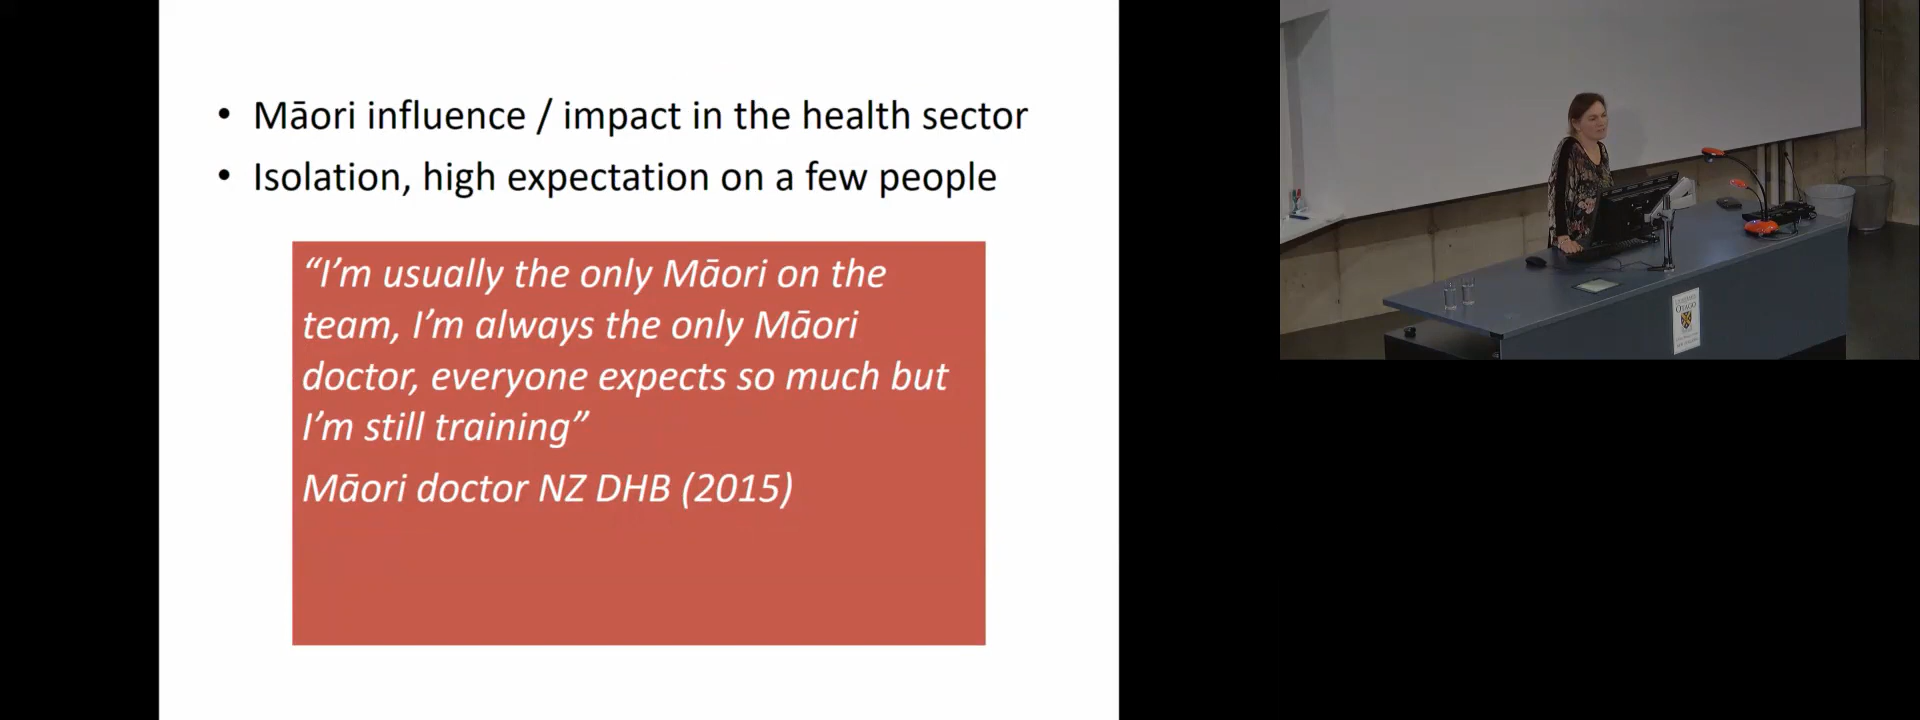 • Māori influence / impact in the health sector
• Isolation, high expectation on a few people
“I’m usually the only Māori on the
team, I’m always the only Māori
doctor, everyone expects so much but
I’m still training”
Māori doctor NZ DHB (2015)
OTAGO